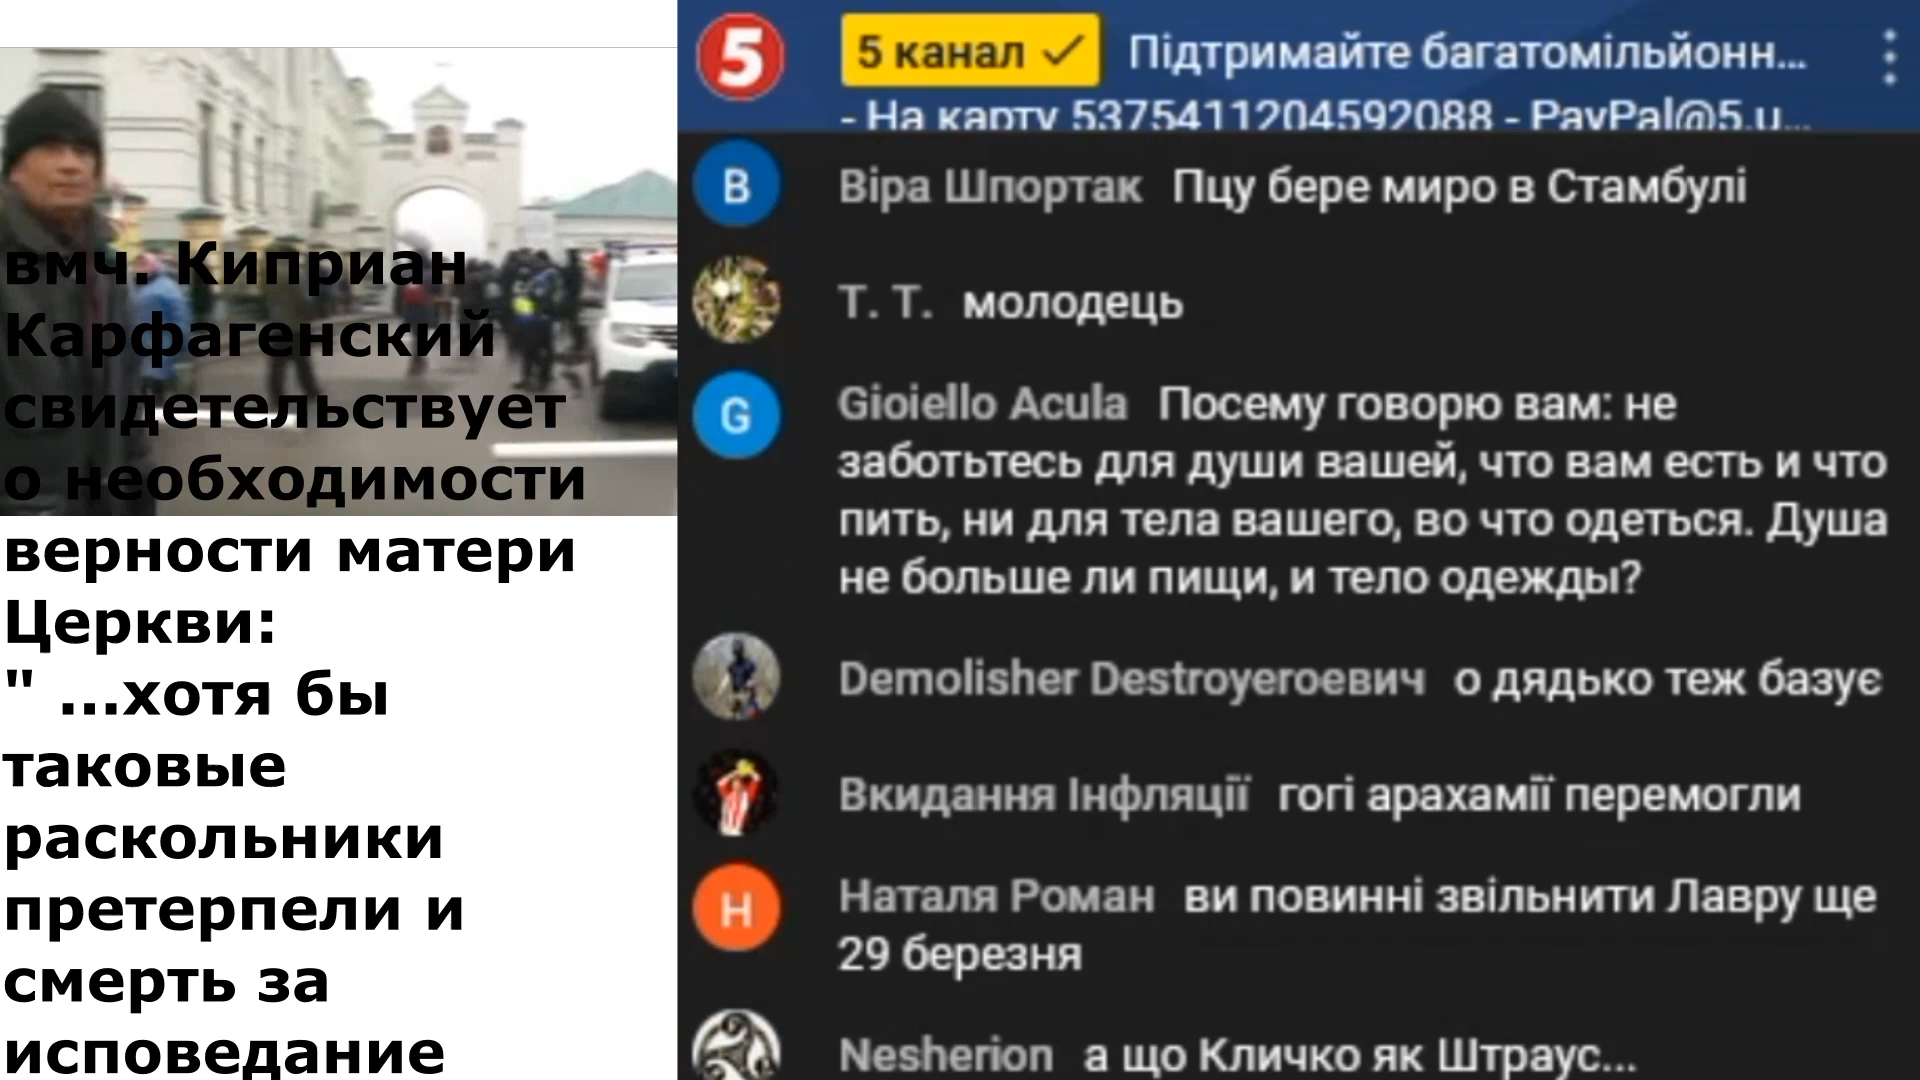 вмч. Киприан
Карфагенский
свидетельствует
о необходимости
верности матери
Церкви:
" ...хотя бы
таковые
раскольники
претерпели и
смерть за
исповедание
5
5 канал ✓ Підтримайте багатомільйонн...
- На карту 5375411204592088 - PayPal@5.u...
В
Віра Шпортак Пцу бере миро в Стамбулі
Т. Т. молодець
G
Gioiello Acula Посему говорю вам: не
заботьтесь для души вашей, что вам есть и что
пить, ни для тела вашего, во что одеться. Душа
не больше ли пищи, и тело одежды?
Demolisher Destroyeroевич о дядько теж базує
Вкидання Інфляції гогі арахамії перемогли
Н
Наталя Роман ви повинні звільнити Лавру ще
29 березня
Nesherion а що Кличко як Штраус...